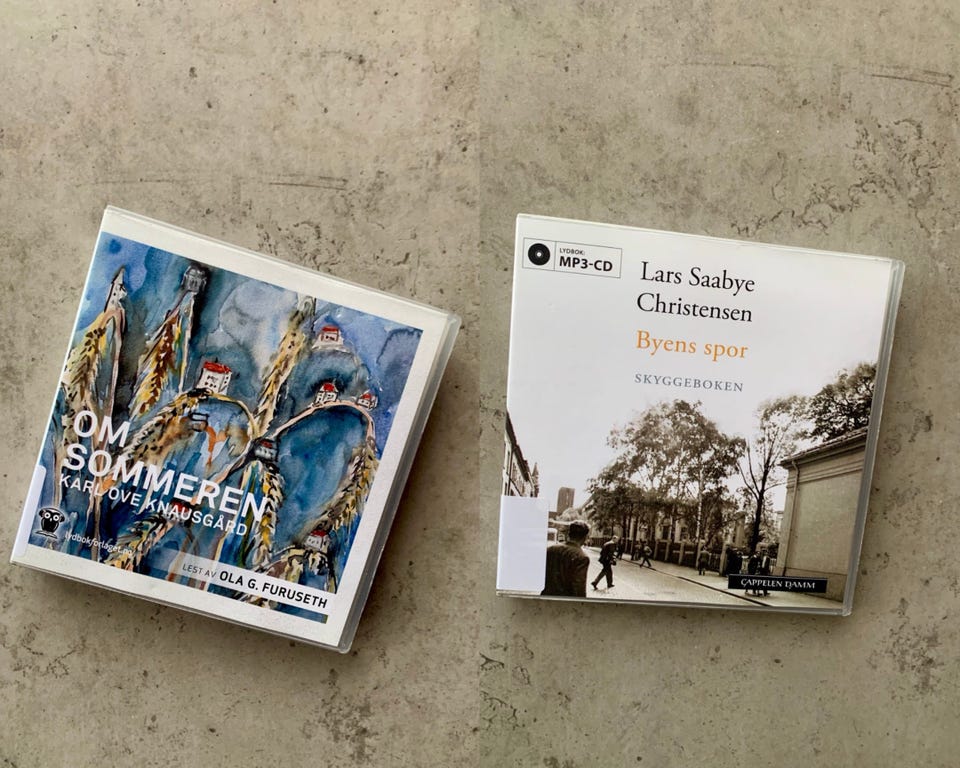 OM
SOMMEREN
KARL OVE KNAUSGÅRD
lydbokforlaget.no
LEST AV OLA G. FURUSETH
LYDBOK:
MP3-CD
Lars Saabye
Christensen
Byens spor
SKYGGEBOKEN
CAPPELEN DAMM